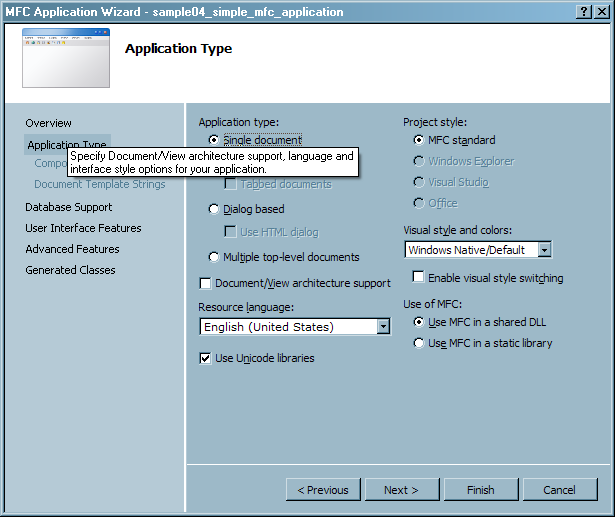 MFC Application Wizard - sample04_simple_mfc_application
Application Type
Overview
Application Type
Compo
Document Template Strings
Database Support
User Interface Features
Advanced Features
Generated Classes
Specify Document/View architecture support, language and
interface style options for your application.
Application type:
Single document
Tabbed documents
Dialog based
Use HTML dialog
Multiple top-level documents
Document/View architecture support
Resource language:
English (United States)
Use Unicode libraries
Project style:
MFC standard
Windows Explorer
Visual Studio
Office
Visual style and colors:
Windows Native/Default
Enable visual style switching
Use of MFC:
Use MFC in a shared DLL
Use MFC in a static library
< Previous
Next >
Finish
Cancel